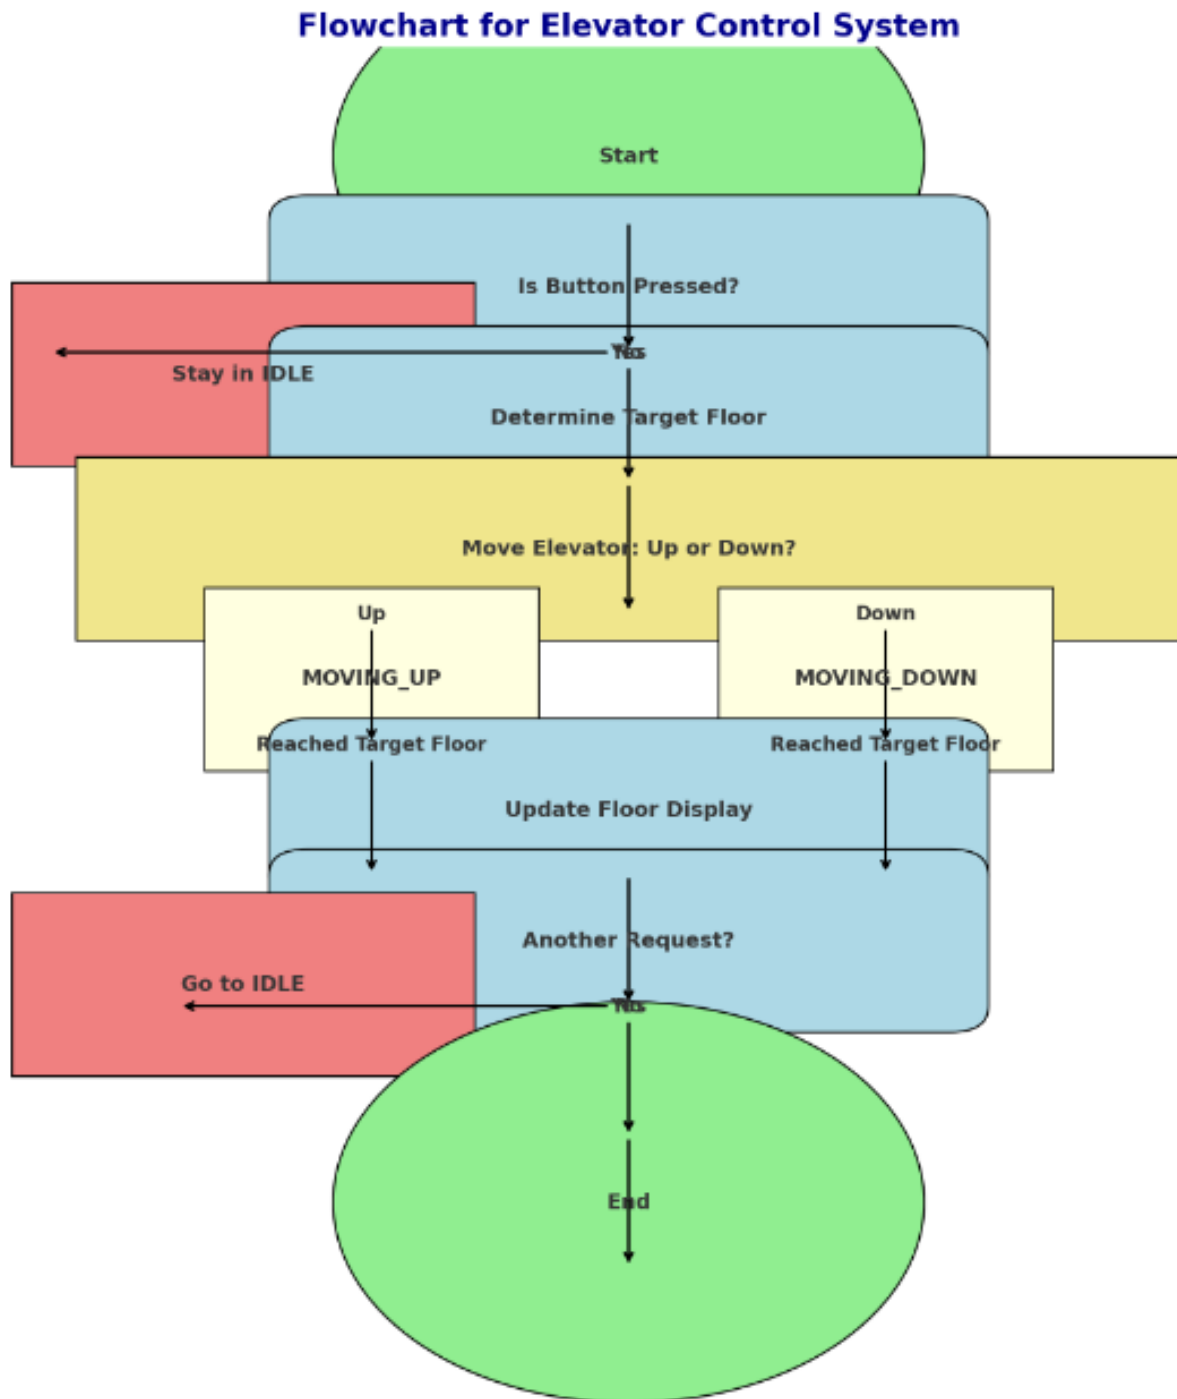 Flowchart for Elevator Control System
Start
Is Button Pressed?
Stay in IDLE
Determine Target Floor
Move Elevator: Up or Down?
Up
Down
MOVING_UP
MOVING_DOWN
Reached Target Floor
Reached Target Floor
Update Floor Display
Another Request?
Go to IDLE
End